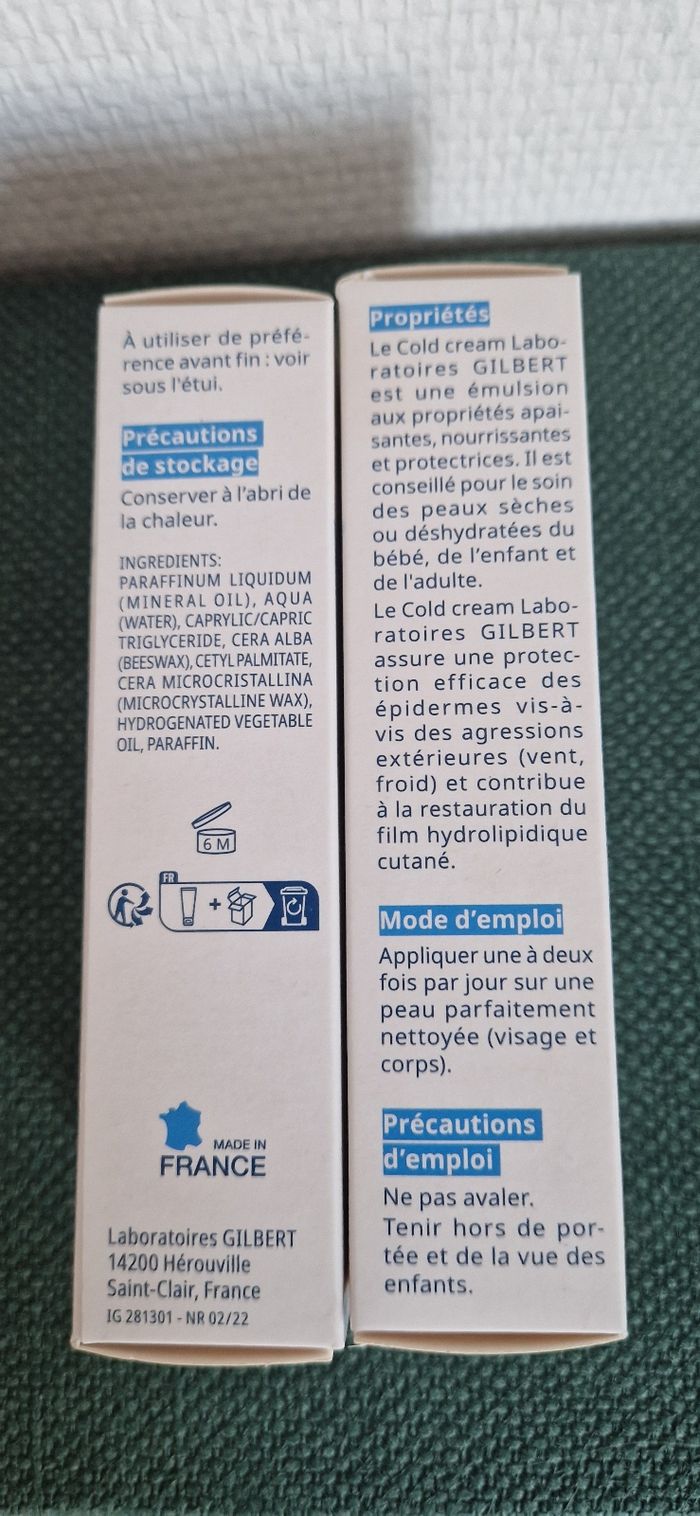 À utiliser de préfé-
rence avant fin : voir
sous l'étui.
Précautions
de stockage
Conserver à l'abri de
la chaleur.
INGREDIENTS:
PARAFFINUM LIQUIDUM
(MINERAL OIL), AQUA
(WATER), CAPRYLIC/CAPRIC
TRIGLYCERIDE, CERA ALBA
(BEESWAX), CETYL PALMITATE,
CERA MICROCRISTALLINA
(MICROCRYSTALLINE WAX),
HYDROGENATED VEGETABLE
OIL, PARAFFIN.
6 M
FR
+
MADE IN
FRANCE
Laboratoires GILBERT
14200 Hérouville
Saint-Clair, France
IG 281301 - NR 02/22
Propriétés
Le Cold cream Labo-
ratoires GILBERT
est une émulsion
aux propriétés apai-
santes, nourrissantes
et protectrices. Il est
conseillé pour le soin
des peaux sèches
ou déshydratées du
bébé, de l'enfant et
de l'adulte.
Le Cold cream Labo-
ratoires GILBERT
assure une protec-
tion efficace des
épidermes vis-à-
vis des agressions
extérieures (vent,
froid) et contribue
à la restauration du
film hydrolipidique
cutané.
Mode d'emploi
Appliquer une à deux
fois par jour sur une
peau parfaitement
nettoyée (visage et
corps).
Précautions
d'emploi
Ne pas avaler.
Tenir hors de por-
tée et de la vue des
enfants.